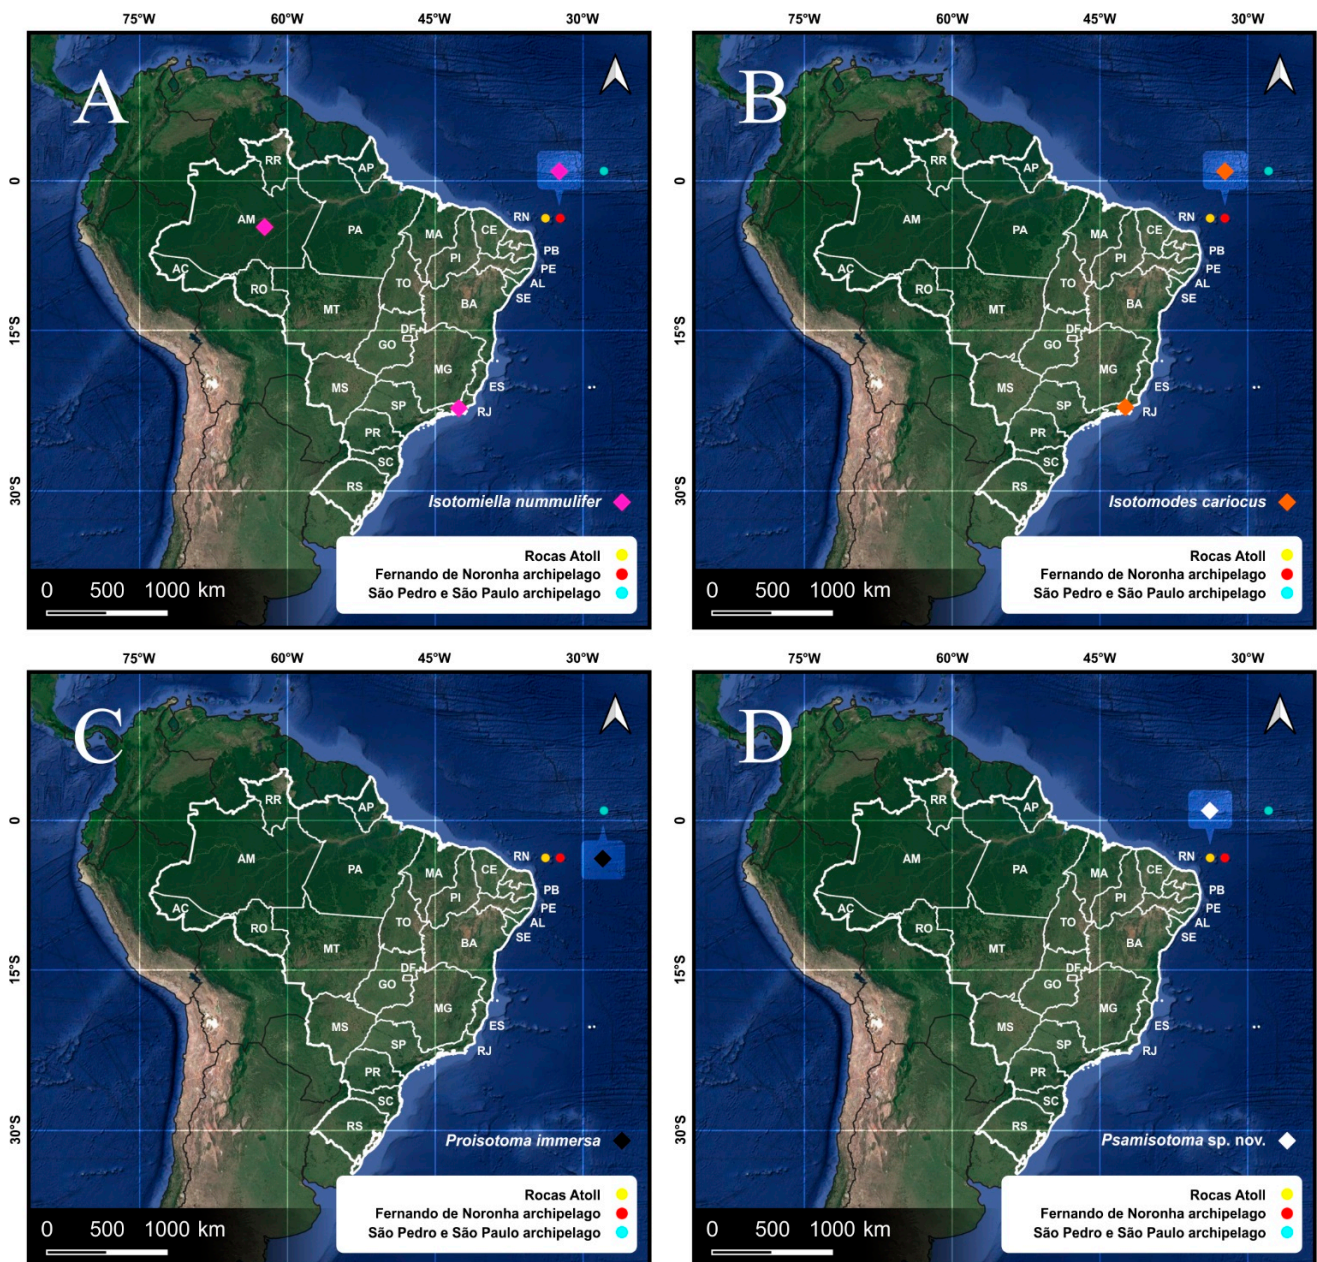 75°W 60°W 45°W 30°W 75°W 60°W 45°W 30°W
A
RR AP
0
AM PA MA CE RN
PI PB
AC PE
RO TO AL
SE
MT BA
15°S
DF
GO
MG
MS ES
SP RJ
PR
SC
RS
30°S
Isotomiella nummulifer
Rocas Atoll
Fernando de Noronha archipelago
São Pedro e São Paulo archipelago
0 500 1000 km
B
RR AP
0
AM PA MA CE RN
PI PB
AC PE
RO TO AL
SE
MT BA
15°S
DF
GO
MG
MS ES
SP RJ
PR
SC
RS
30°S
Isotomodes cariocus
Rocas Atoll
Fernando de Noronha archipelago
São Pedro e São Paulo archipelago
0 500 1000 km
75°W 60°W 45°W 30°W 75°W 60°W 45°W 30°W
C
RR AP
0
AM PA MA CE RN
PI PB
AC PE
RO TO AL
SE
MT BA
15°S
DF
GO
MG
MS ES
SP RJ
PR
SC
RS
30°S
Proisotoma immersa
Rocas Atoll
Fernando de Noronha archipelago
São Pedro e São Paulo archipelago
0 500 1000 km
D
RR AP
0
AM PA MA CE RN
PI PB
AC PE
RO TO AL
SE
MT BA
15°S
DF
GO
MG
MS ES
SP RJ
PR
SC
RS
30°S
Psamisotoma sp. nov.
Rocas Atoll
Fernando de Noronha archipelago
São Pedro e São Paulo archipelago
0 500 1000 km